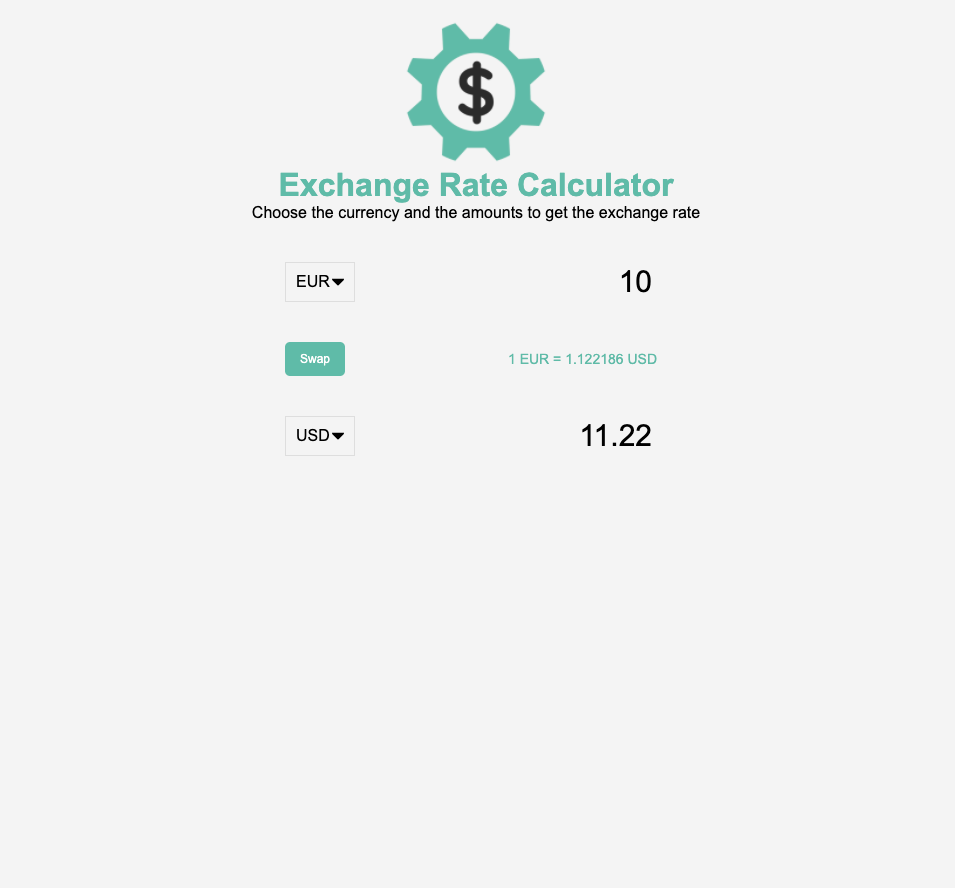 $
Exchange Rate Calculator
Choose the currency and the amounts to get the exchange rate
EUR 10
Swap 1 EUR = 1.122186 USD
USD 11.22